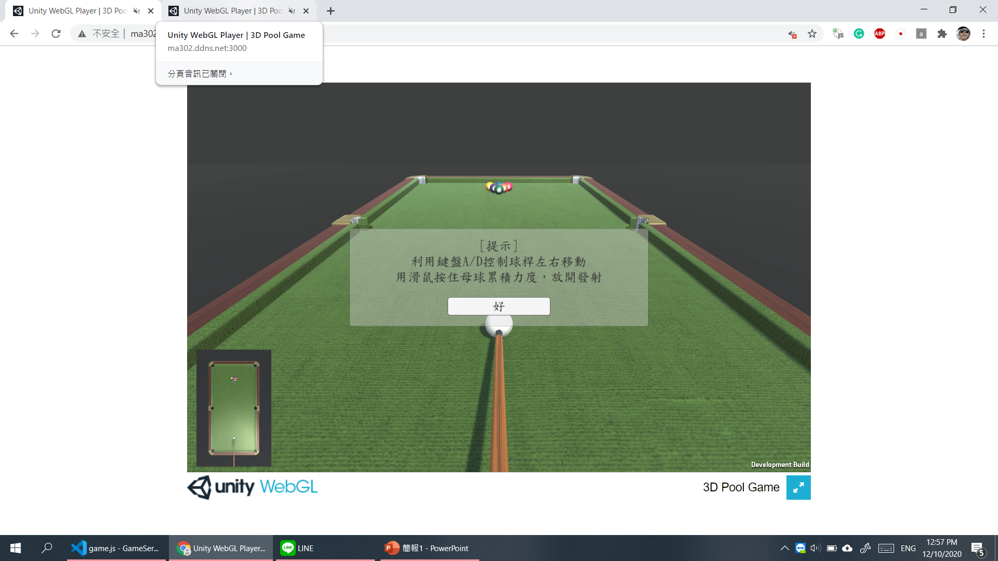 Unity WebGL Player | 3D Poo
Unity WebGL Player | 3D Poo
不安全
ma302
Unity WebGL Player | 3D Pool Game
ma302.ddns.net:3000
分頁音訊已關閉。
JS
ABP
a
[提示]
利用鍵盤A/D控制球桿左右移動
用滑鼠按住母球累積力度，放開發射
好
Development Build
unity WebGL
3D Pool Game
game.js - GameSer...
Unity WebGL Player...
LINE
簡報1 - PowerPoint
ENG
12:57 PM
12/10/2020
5